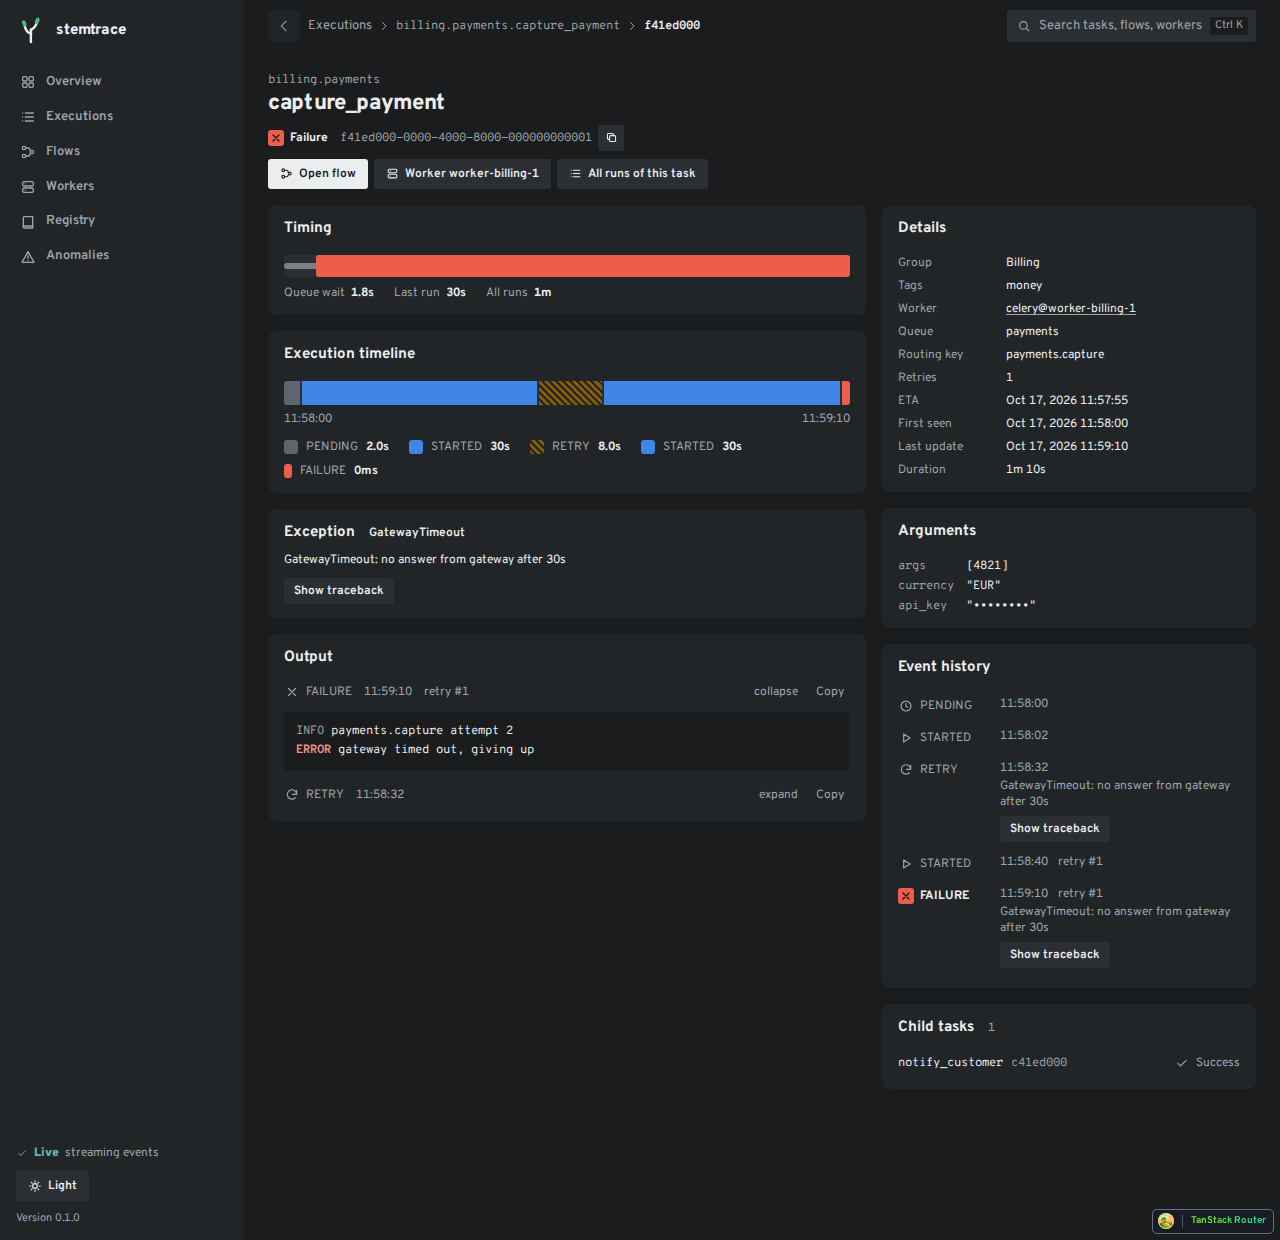 stemtrace
Overview
Executions
Flows
Workers
Registry
Anomalies
Live streaming events
Light
Version 0.1.0
Executions > billing.payments.capture_payment > f41ed000
Search tasks, flows, workers Ctrl K
billing.payments
capture_payment
Failure f41ed000-0000-4000-8000-000000000001
Open flow Worker worker-billing-1 All runs of this task
Timing
Queue wait 1.8s Last run 30s All runs 1m
Execution timeline
11:58:00 11:59:10
PENDING 2.0s STARTED 30s RETRY 8.0s STARTED 30s
FAILURE 0ms
Exception GatewayTimeout
GatewayTimeout: no answer from gateway after 30s
Show traceback
Output
FAILURE 11:59:10 retry #1 collapse Copy
INFO payments.capture attempt 2
ERROR gateway timed out, giving up
RETRY 11:58:32 expand Copy
Details
Group Billing
Tags money
Worker celery@worker-billing-1
Queue payments
Routing key payments.capture
Retries 1
ETA Oct 17, 2026 11:57:55
First seen Oct 17, 2026 11:58:00
Last update Oct 17, 2026 11:59:10
Duration 1m 10s
Arguments
args [4821]
currency "EUR"
api_key "••••••••"
Event history
PENDING 11:58:00
STARTED 11:58:02
RETRY 11:58:32
GatewayTimeout: no answer from gateway
after 30s
Show traceback
STARTED 11:58:40 retry #1
FAILURE 11:59:10 retry #1
GatewayTimeout: no answer from gateway
after 30s
Show traceback
Child tasks 1
notify_customer c41ed000 Success
TanStack Router